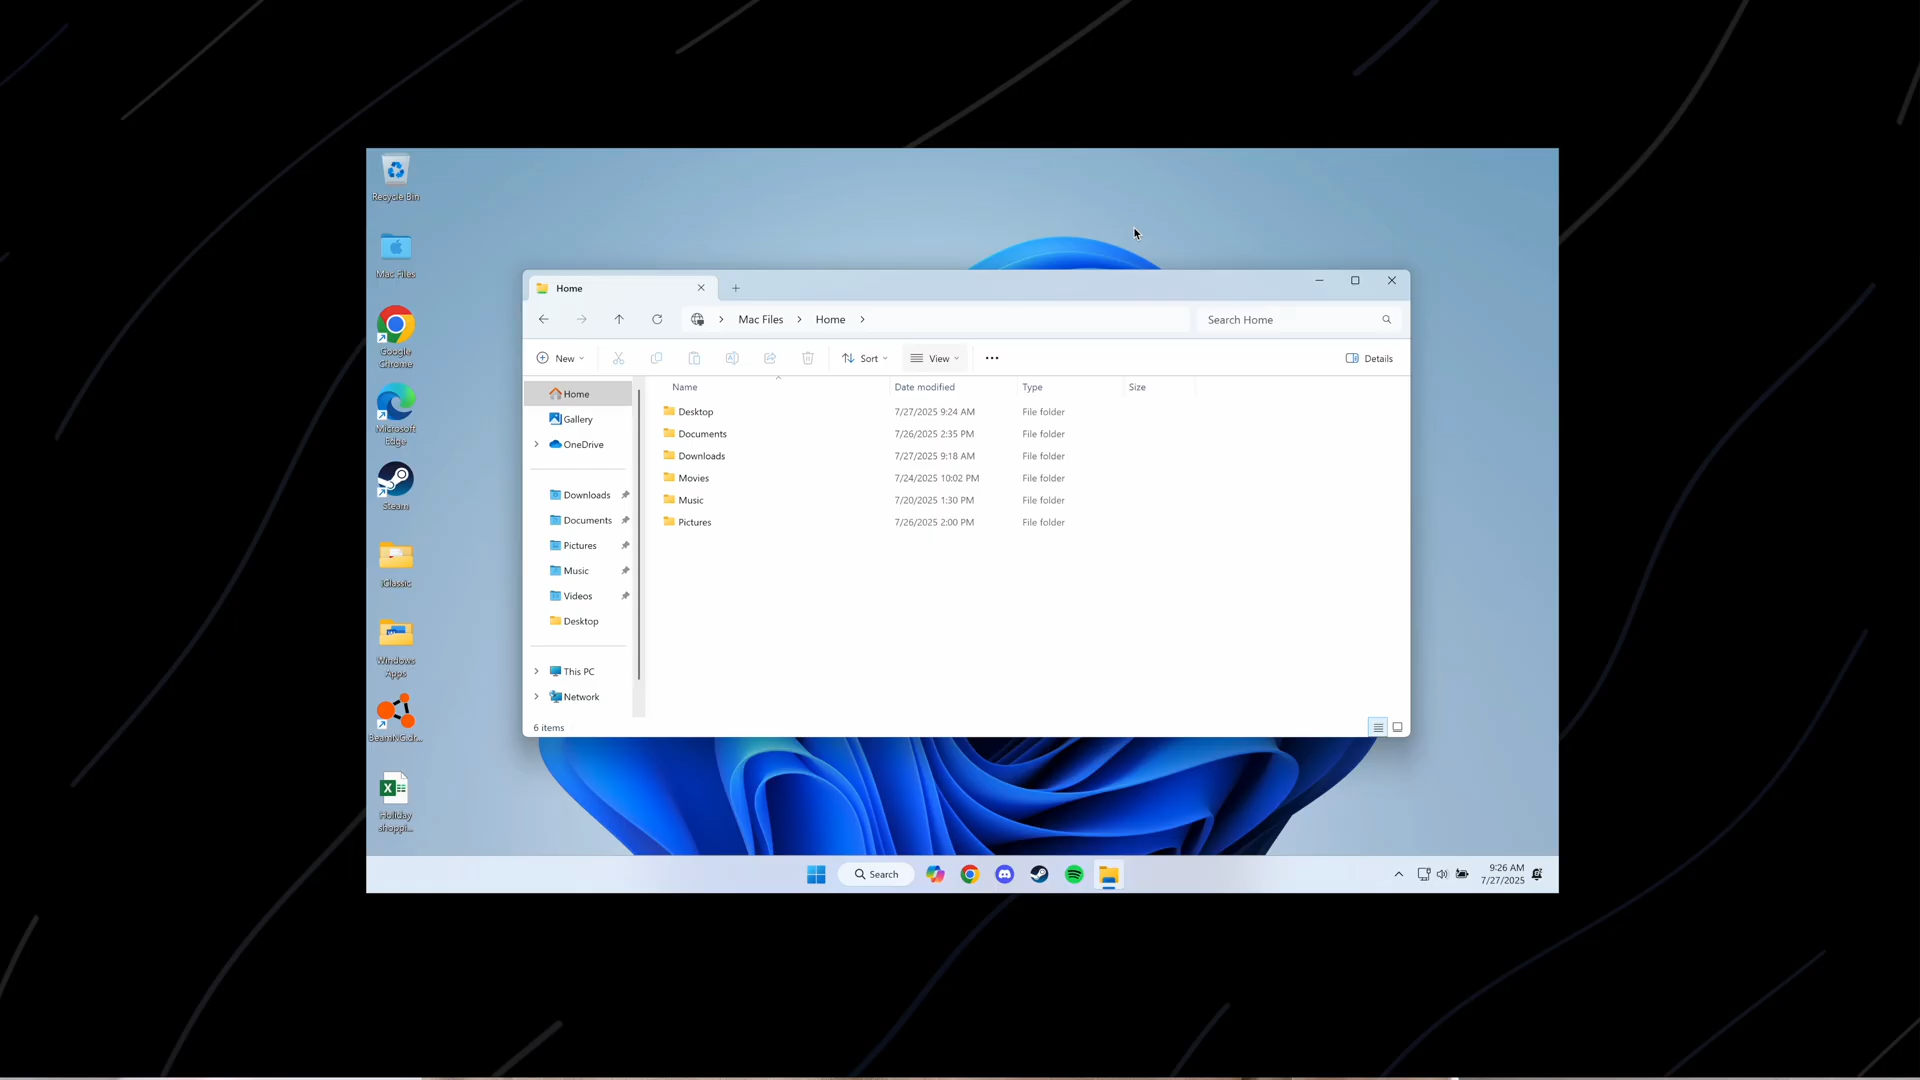 Recycle Bin
Mac Files
Google
Chrome
Microsoft
Edge
Steam
iClassic
Windows
Apps
BeamNG.dr...
Holiday
shoppi...
Home
Mac Files
Home
Search Home
New
Sort
View
Details
Home
Gallery
OneDrive
Downloads
Documents
Pictures
Music
Videos
Desktop
This PC
Network
Name Date modified Type Size
Desktop 7/27/2025 9:24 AM File folder
Documents 7/26/2025 2:35 PM File folder
Downloads 7/27/2025 9:18 AM File folder
Movies 7/24/2025 10:02 PM File folder
Music 7/20/2025 1:30 PM File folder
Pictures 7/26/2025 2:00 PM File folder
6 items
Search
9:26 AM
7/27/2025